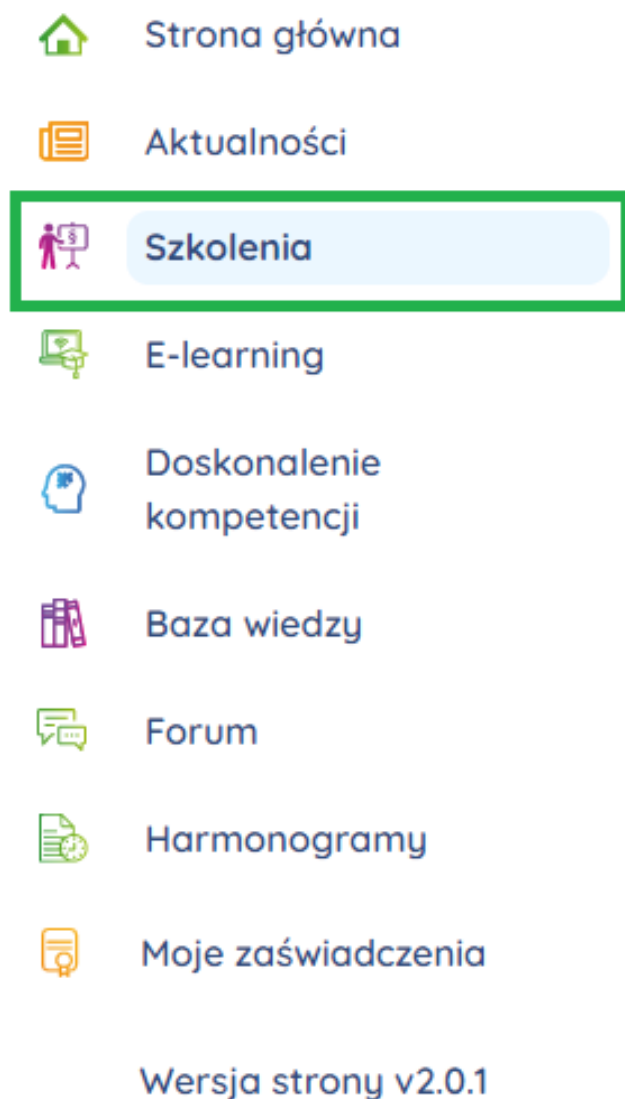 Strona główna
Aktualności
Szkolenia
E-learning
Doskonalenie
kompetencji
Baza wiedzy
Forum
Harmonogramy
Moje zaświadczenia
Wersja strony v2.0.1